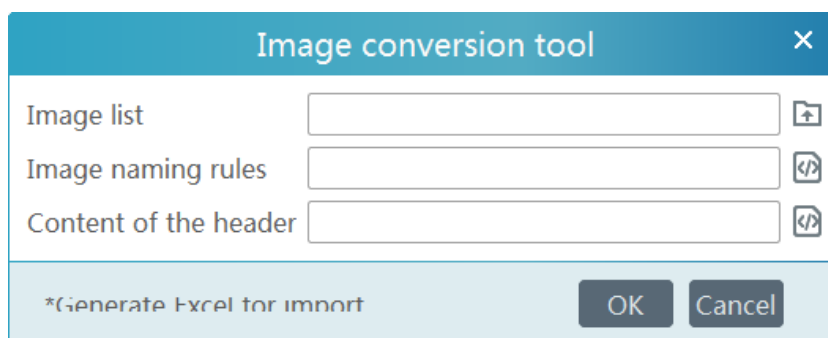 Image conversion tool
Image list
Image naming rules
Content of the header
*Generate Excel for import
OK Cancel